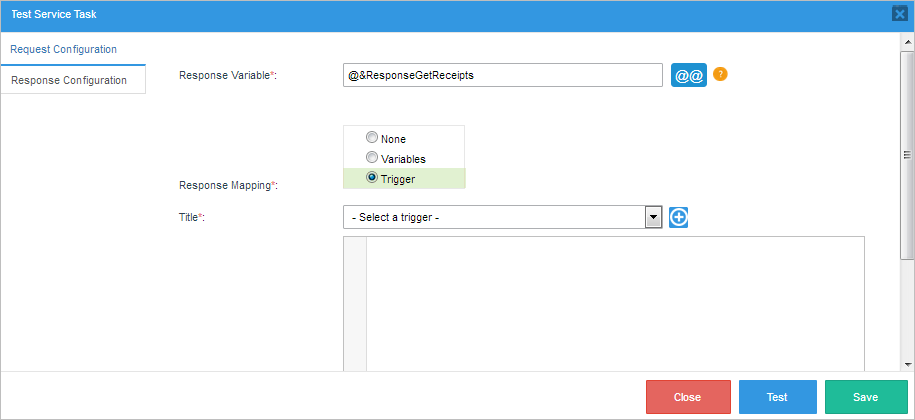 Test Service Task
Request Configuration
Response Configuration
Response Variable*: @&ResponseGetReceipts @@ ?
None
Variables
Response Mapping*: Trigger
Title*: - Select a trigger -
Close Test Save